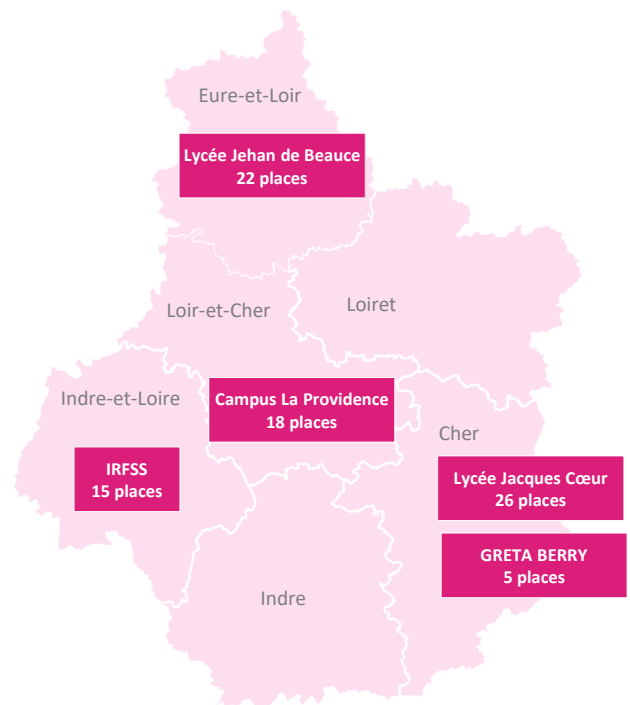 Eure-et-Loir
Lycée Jehan de Beauce
22 places
Loir-et-Cher
Loiret
Indre-et-Loire
Campus La Providence
18 places
Cher
IRFSS
15 places
Lycée Jacques Cœur
26 places
GRETA BERRY
5 places
Indre